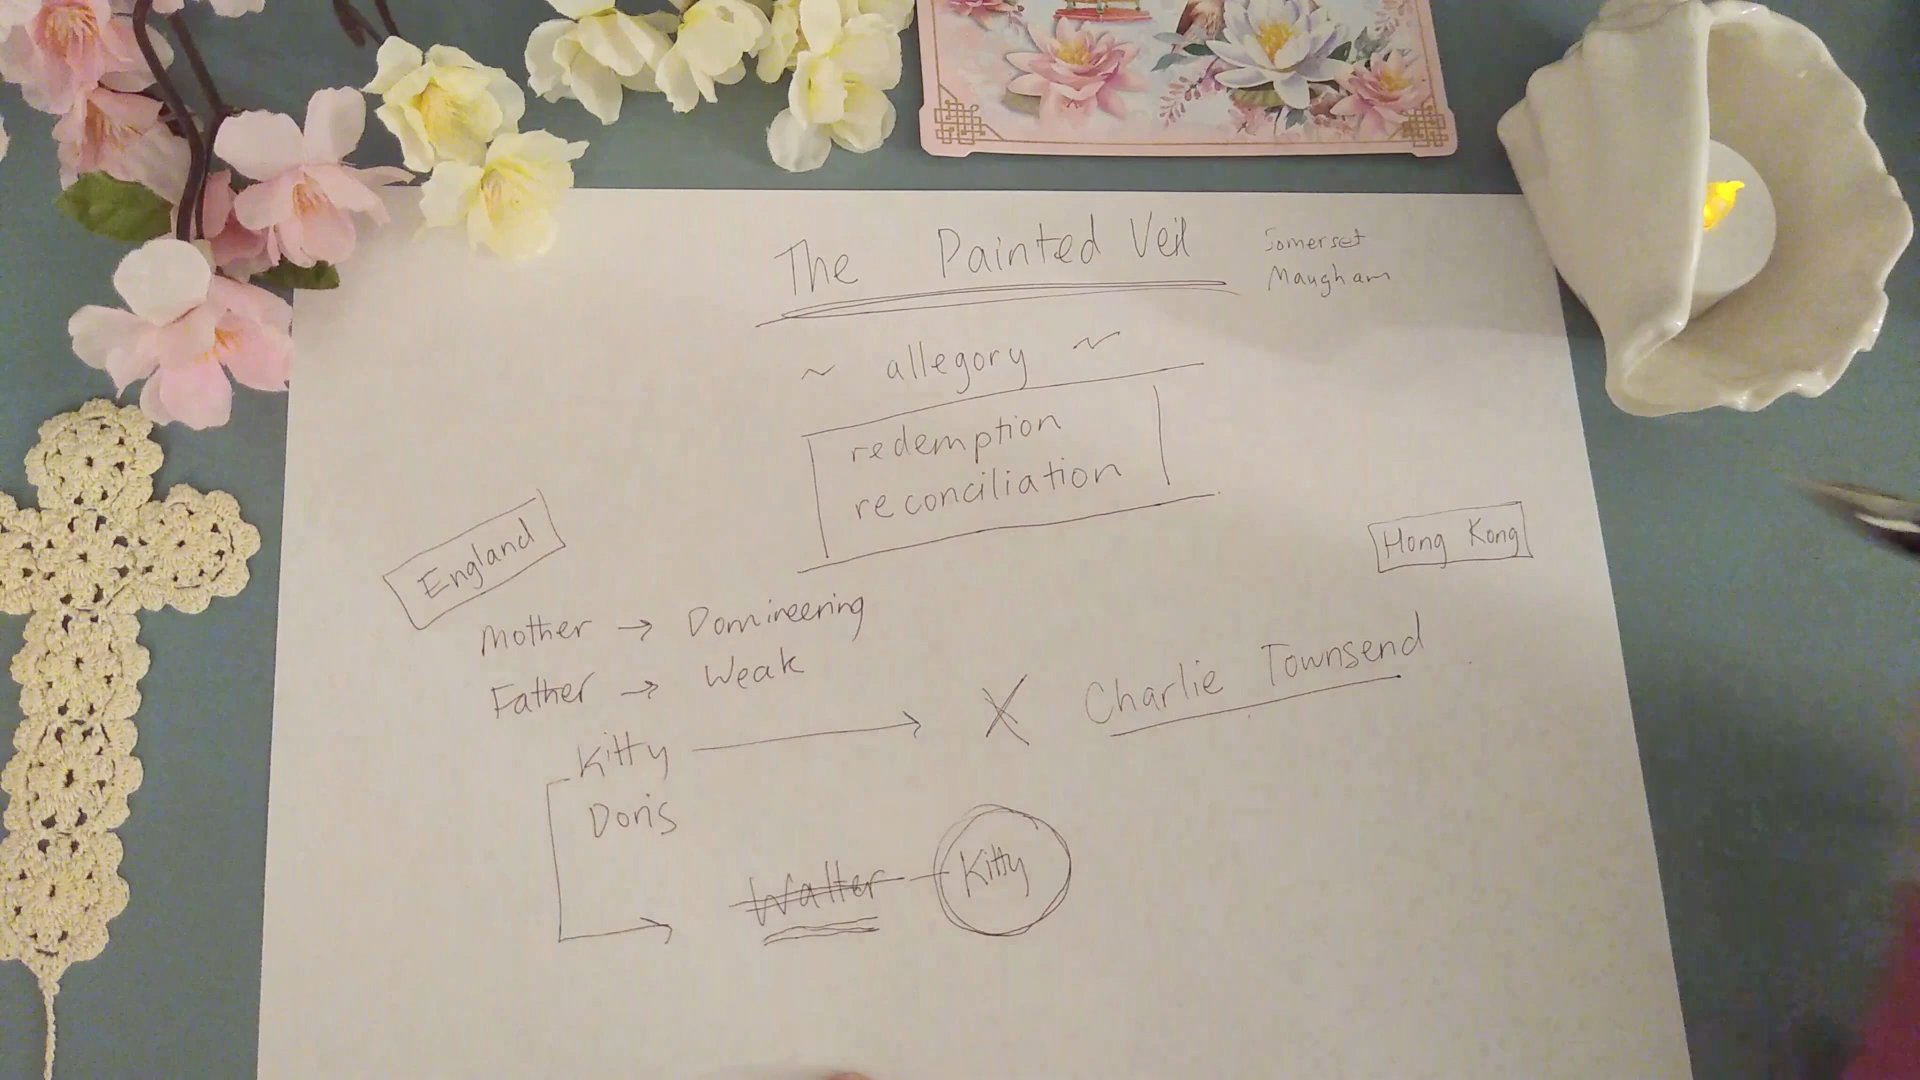 The Painted Veil
Somerset
Maugham
~ allegory ~
redemption
reconciliation
England
Hong Kong
Mother → Domineering
Father → Weak
Kitty → X Charlie Townsend
Doris
→ Walter - Kitty